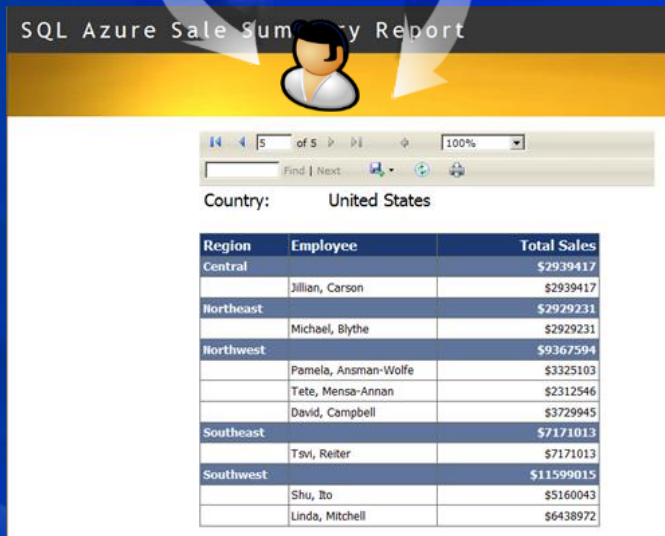 SQL Azure Sale Sum ry Report
5 of 5 100%
Find | Next
Country: United States
Region Employee Total Sales
Central $2939417
Jillian, Carson $2939417
Northeast $2929231
Michael, Blythe $2929231
Northwest $9367594
Pamela, Ansman-Wolfe $3325103
Tete, Mensa-Annan $2312546
David, Campbell $3729945
Southeast $7171013
Tsvi, Reiter $7171013
Southwest $11599015
Shu, Ito $5160043
Linda, Mitchell $6438972